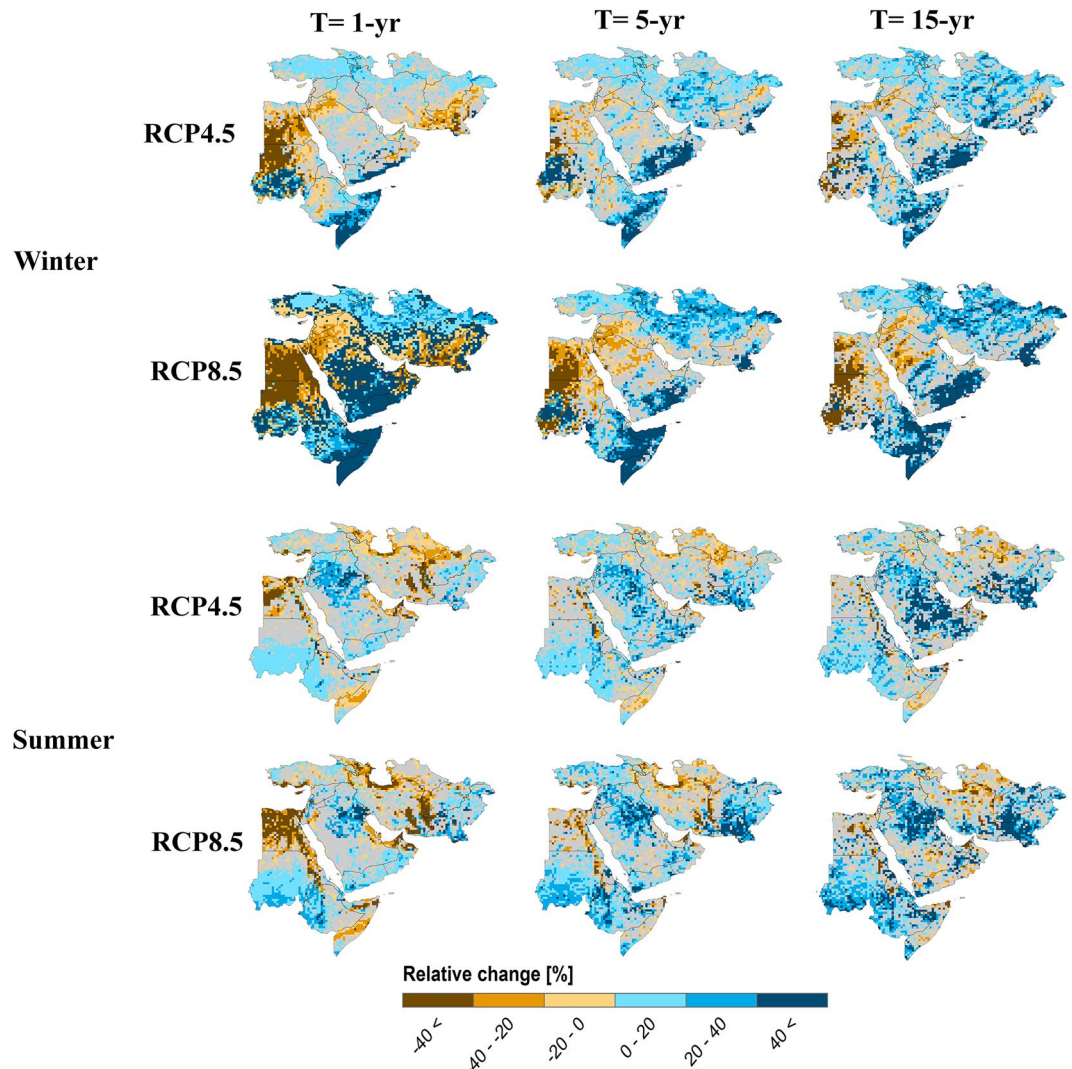 T= 1-yr T= 5-yr T= 15-yr
RCP4.5
Winter
RCP8.5
RCP4.5
Summer
RCP8.5
Relative change [%]
-40 < 40 - -20 -20 - 0 0 - 20 20 - 40 40 <